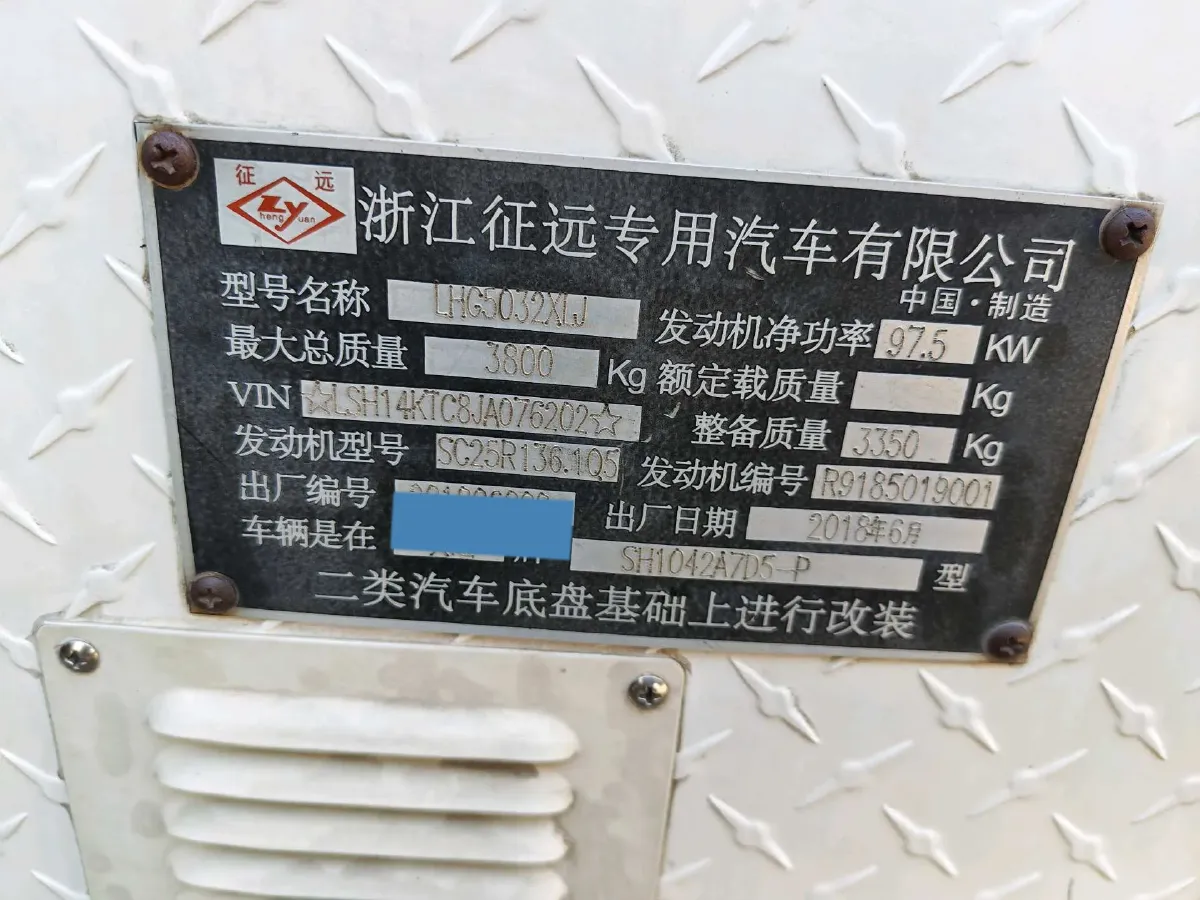 征 远
ZY
heng uan
浙江征远专用汽车有限公司
中国·制造
型号名称 LHG5032XLJ 发动机净功率 97.5 KW
最大总质量 3800 Kg 额定载质量 Kg
VIN ☆LSH14KTC8JA076202☆ 整备质量 3350 Kg
发动机型号 SC25R136.1Q5 发动机编号 R9185019001
出厂编号 出厂日期 2018年6月
车辆是在 SH1042A7D5-P 型
二类汽车底盘基础上进行改装